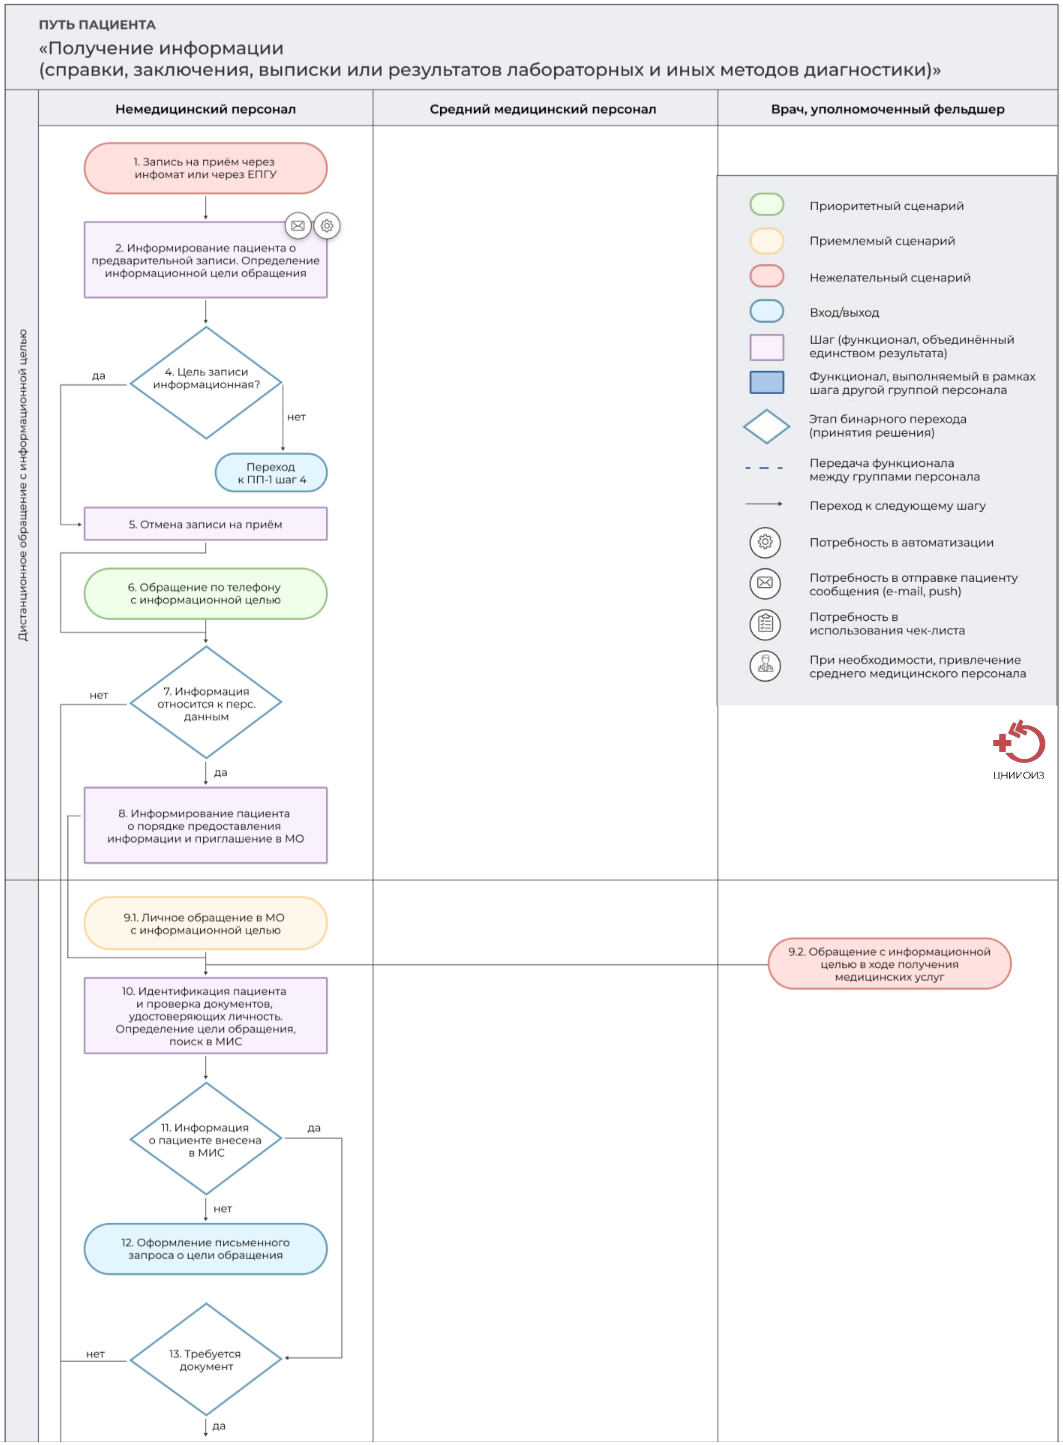 ПУТЬ ПАЦИЕНТА
«Получение информации
(справки, заключения, выписки или результатов лабораторных и иных методов диагностики)»
Немедицинский персонал
Средний медицинский персонал
Врач, уполномоченный фельдшер
Дистанционное обращение с информационной целью
1. Запись на приём через
инфомат или через ЕПГУ
2. Информирование пациента о
предварительной записи. Определение
информационной цели обращения
4. Цель записи
информационная?
да
нет
Переход
к ПП-1 шаг 4
5. Отмена записи на приём
6. Обращение по телефону
с информационной целью
7. Информация
относится к перс.
данным
нет
да
8. Информирование пациента
о порядке предоставления
информации и приглашение в МО
Приоритетный сценарий
Приемлемый сценарий
Нежелательный сценарий
Вход/выход
Шаг (функционал, объединённый
единством результата)
Функционал, выполняемый в рамках
шага другой группой персонала
Этап бинарного перехода
(принятия решения)
Передача функционала
между группами персонала
Переход к следующему шагу
Потребность в автоматизации
Потребность в отправке пациенту
сообщения (e-mail, push)
Потребность в
использования чек-листа
При необходимости, привлечение
среднего медицинского персонала
ЦНИИОИЗ
9.1. Личное обращение в МО
с информационной целью
9.2. Обращение с информационной
целью в ходе получения
медицинских услуг
10. Идентификация пациента
и проверка документов,
удостоверяющих личность.
Определение цели обращения,
поиск в МИС
11. Информация
о пациенте внесена
в МИС
да
нет
12. Оформление письменного
запроса о цели обращения
13. Требуется
документ
нет
да